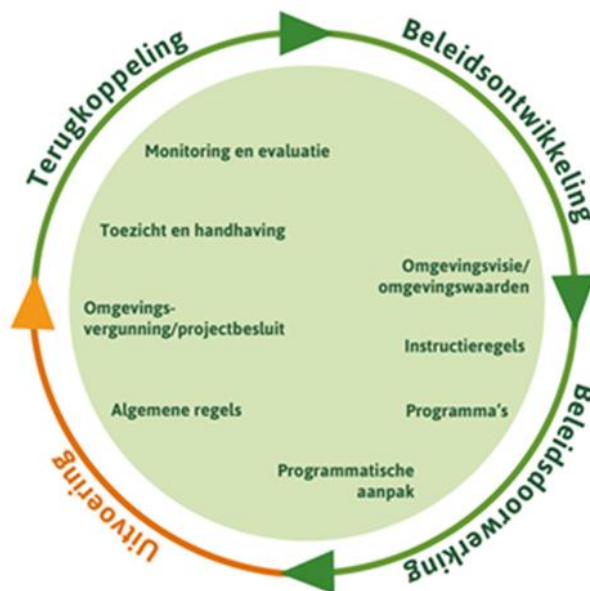 Terugkoppeling
Beleidsontwikkeling
Monitoring en evaluatie
Toezicht en handhaving
Omgevingsvisie/
omgevingswaarden
Omgevings-
vergunning/projectbesluit
Instructieregels
Algemene regels
Programma's
Programmatische
aanpak
Uitvoering
Beleidsdoorwerking